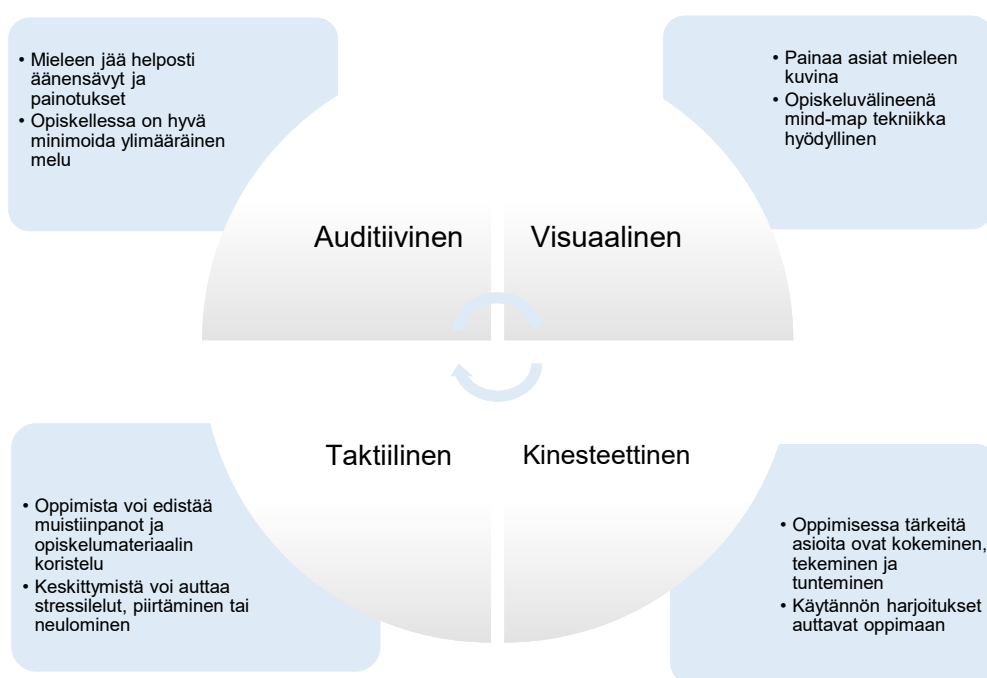 • Mieleen jää helposti
äänensävyt ja
painotukset
• Opiskellessa on hyvä
minimoida ylimääräinen
melu
• Painaa asiat mieleen
kuvina
• Opiskeluvälineenä
mind-map tekniikka
hyödyllinen
Auditiivinen
Visuaalinen
Taktiilinen
Kinesteettinen
• Oppimista voi edistää
muistiinpanot ja
opiskelumateriaalin
koristelu
• Keskittymistä voi auttaa
stressilelut, piirtäminen tai
neulominen
• Oppimisessa tärkeitä
asioita ovat kokeminen,
tekeminen ja
tunteminen
• Käytännön harjoitukset
auttavat oppimaan